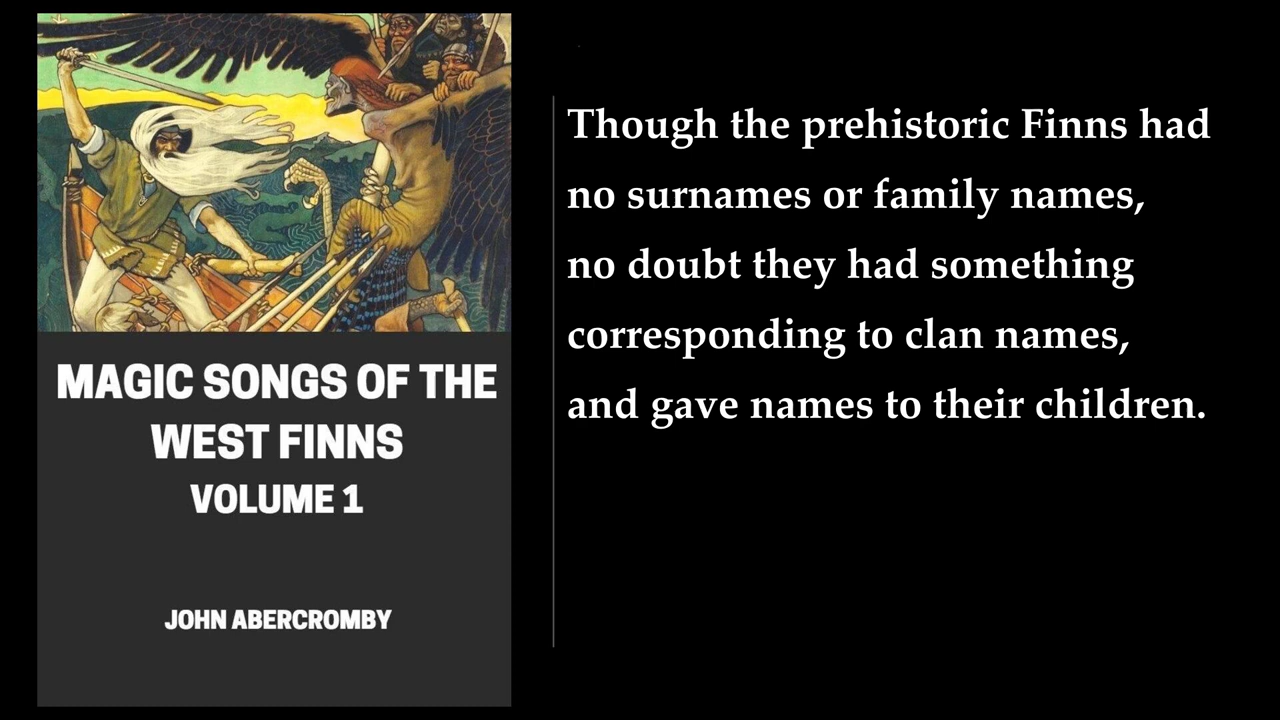 MAGIC SONGS OF THE
WEST FINNS
VOLUME 1
JOHN ABERCROMBY
Though the prehistoric Finns had
no surnames or family names,
no doubt they had something
corresponding to clan names,
and gave names to their children.